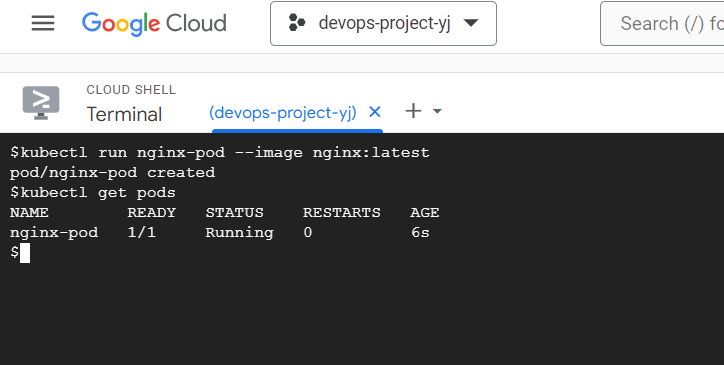 Google Cloud
devops-project-yj
Search (/) fo
CLOUD SHELL
Terminal
(devops-project-yj)
$kubectl run nginx-pod --image nginx:latest
pod/nginx-pod created
$kubectl get pods
NAME READY STATUS RESTARTS AGE
nginx-pod 1/1 Running 0 6s
$